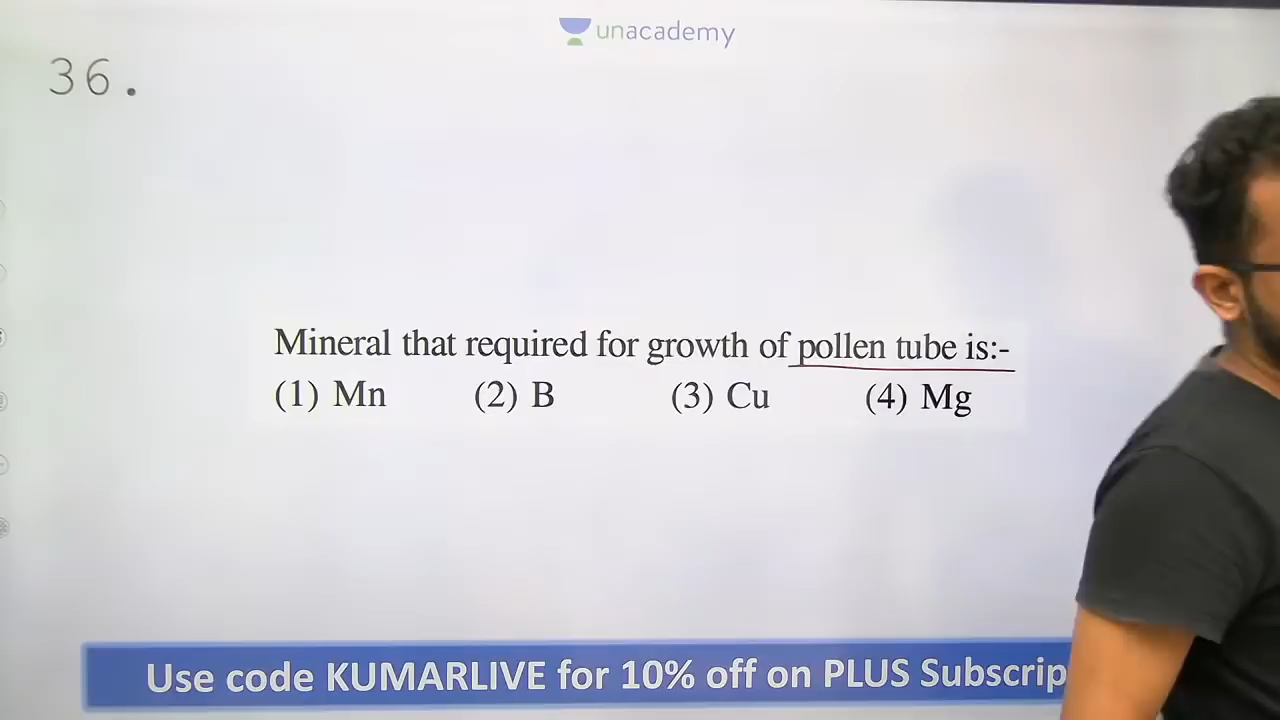 unacademy
36.
Mineral that required for growth of pollen tube is:-
(1) Mn (2) B (3) Cu (4) Mg
Use code KUMARLIVE for 10% off on PLUS